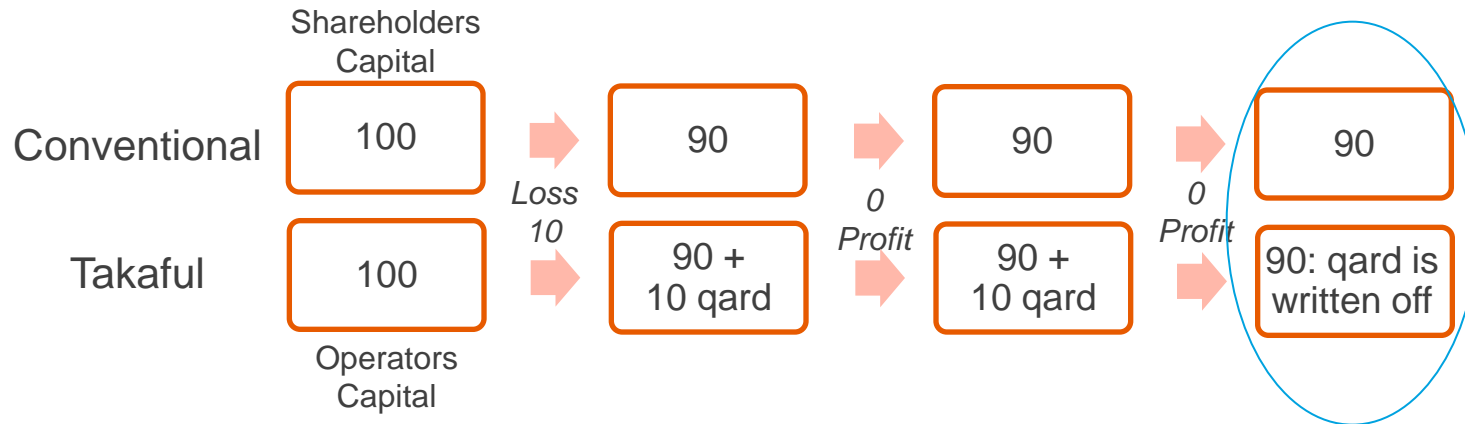 Shareholders
Capital
Conventional
100
90
90
90
Loss
10
0
Profit
0
Profit
Takaful
100
90 +
10 qard
90 +
10 qard
90: qard is
written off
Operators
Capital